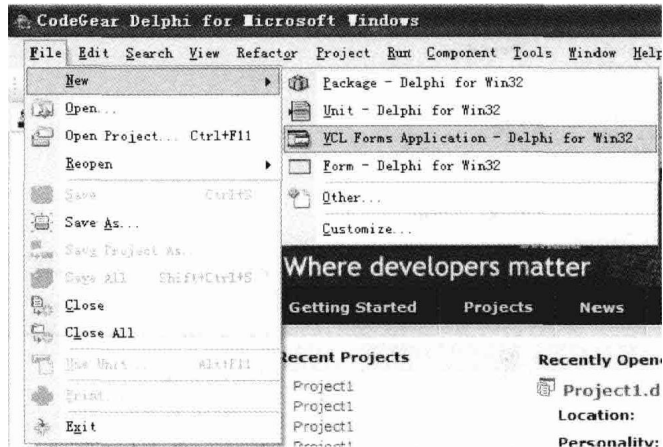 CodeGear Delphi for Microsoft Windows
File Edit Search View Refactor Project Run Component Tools Window Help
New
Open...
Open Project... Ctrl+F11
Reopen
Save Ctrl+S
Save As...
Save Project As...
Save All Shift+Ctrl+S
Close
Close All
Use Unit... Alt+F11
Print...
Exit
Package - Delphi for Win32
Unit - Delphi for Win32
VCL Forms Application - Delphi for Win32
Form - Delphi for Win32
Other...
Customize...
Where developers matter
Getting Started Projects News
Recent Projects
Project1
Project1
Project1
Project1
Recently Open
Project1.d
Location:
Personality: